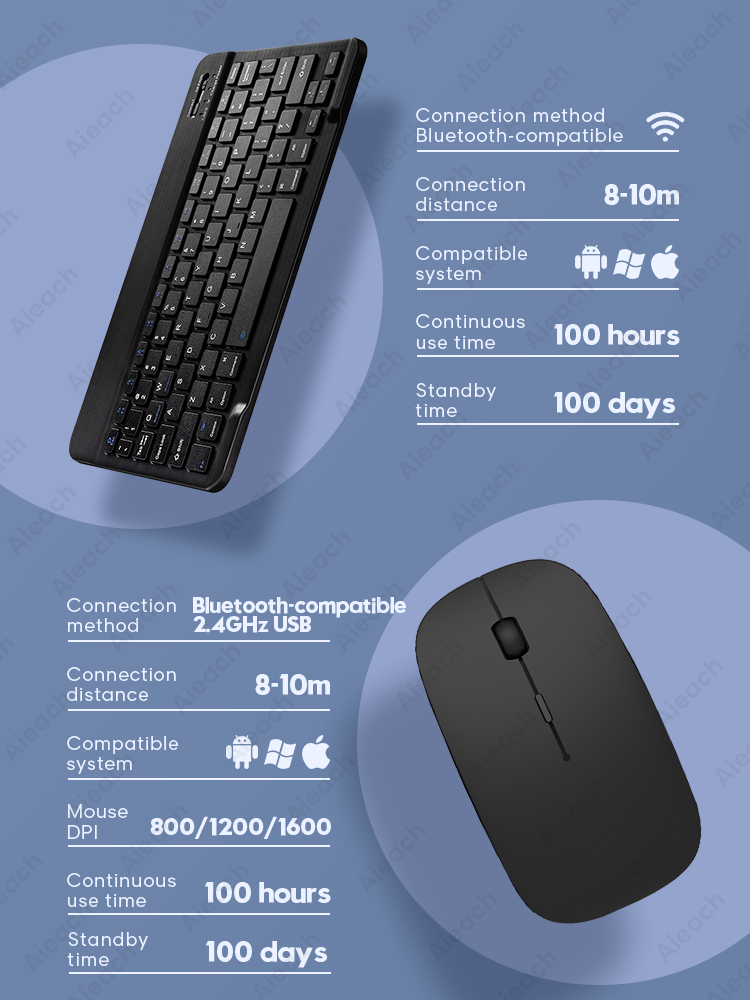 Connection method
Bluetooth-compatible
Connection
distance
8-10m
Compatible
system
Continuous
use time
100 hours
Standby
time
100 days
Connection
method
Bluetooth-compatible
2.4GHz USB
Connection
distance
8-10m
Compatible
system
Mouse
DPI
800/1200/1600
Continuous
use time
100 hours
Standby
time
100 days
Aieach